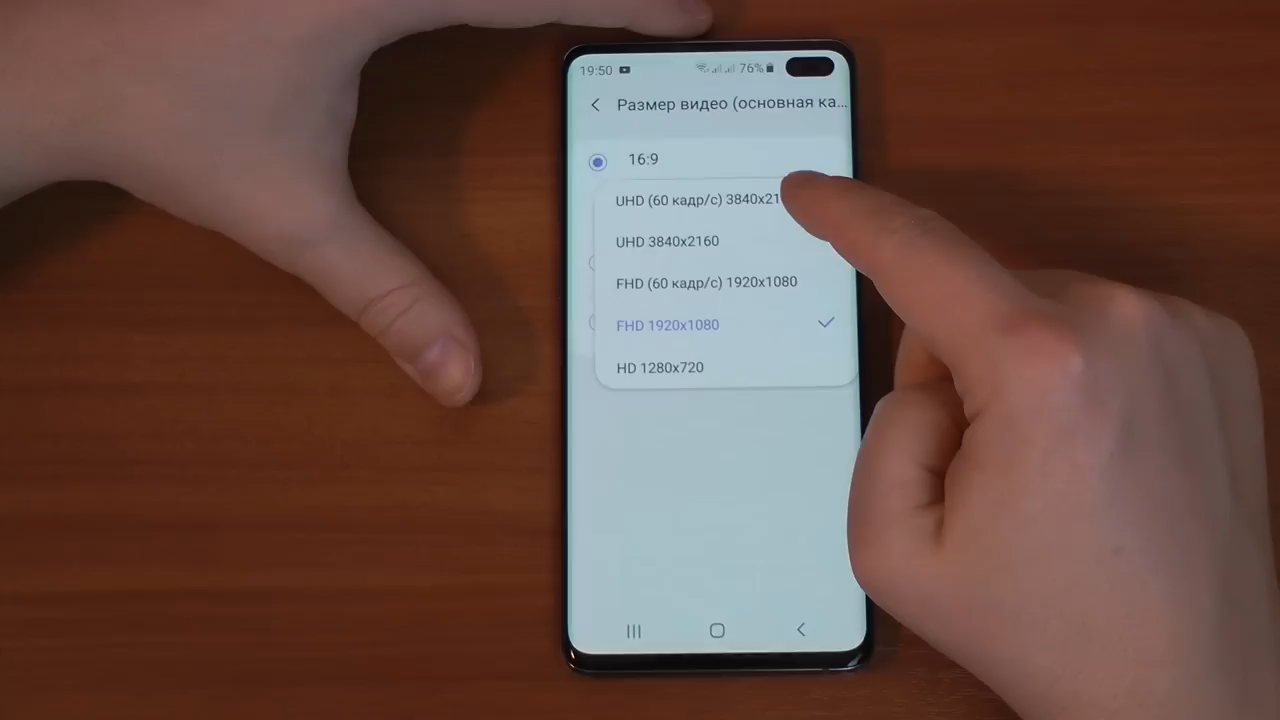 19:50 76%
Размер видео (основная ка...
16:9
UHD (60 кадр/с)
UHD 3840x2160
FHD (60 кадр/с) 1920x1080
FHD 1920x1080
HD 1280x720